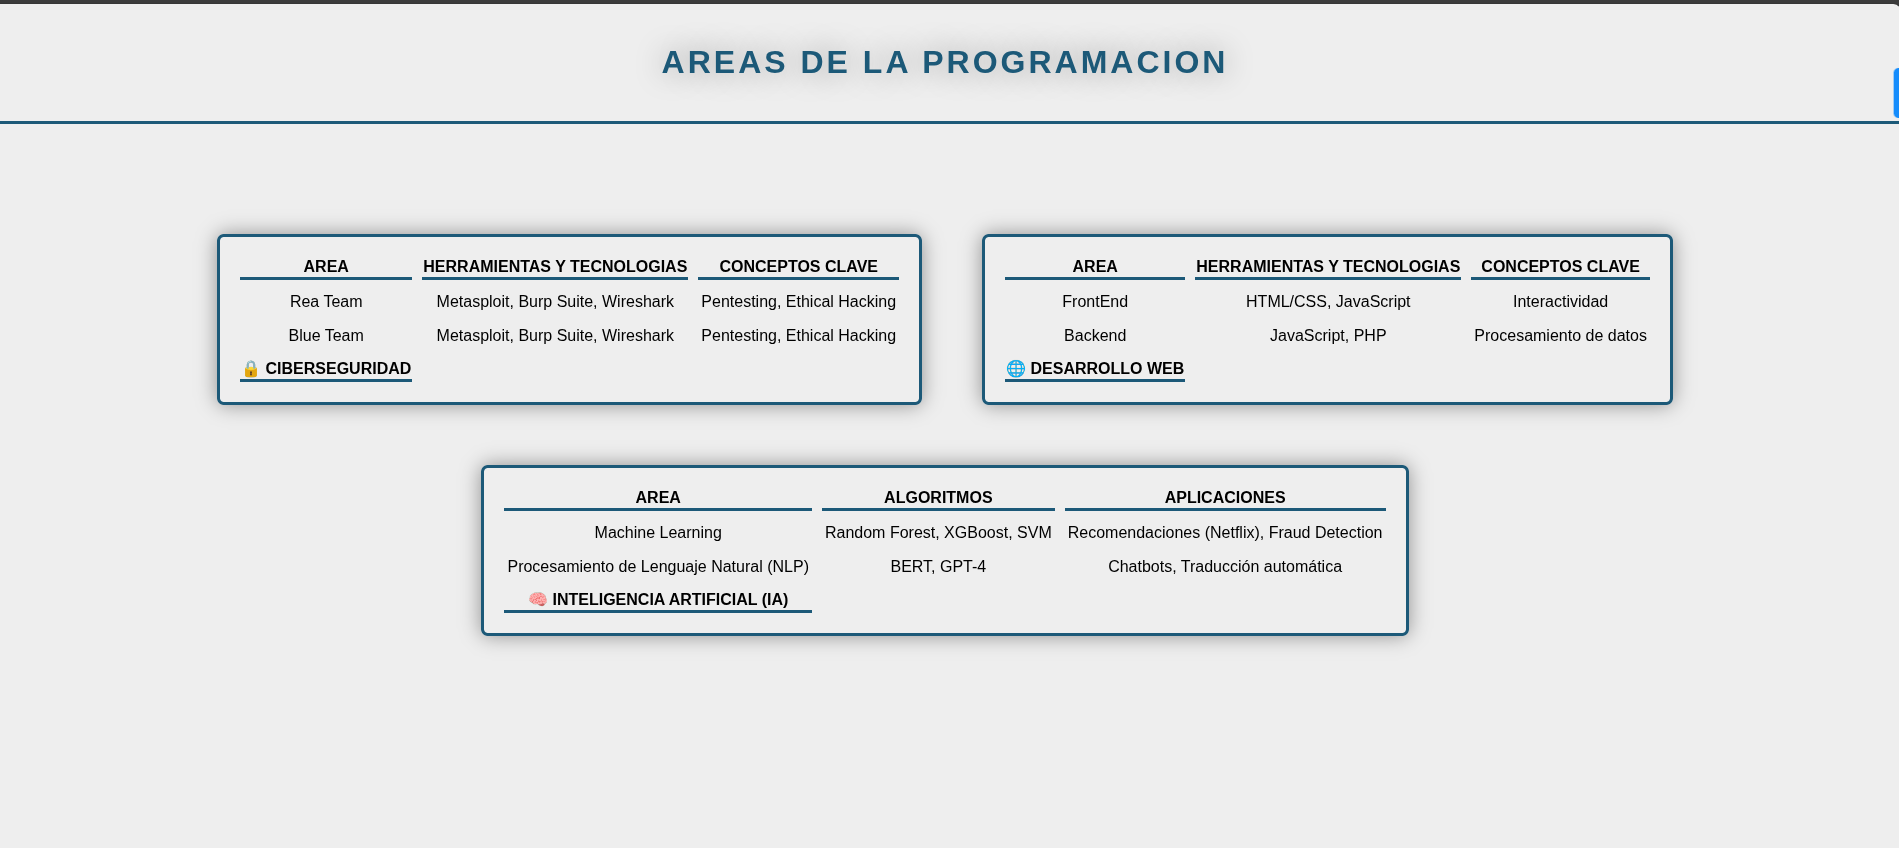 AREAS DE LA PROGRAMACION
AREA HERRAMIENTAS Y TECNOLOGIAS CONCEPTOS CLAVE
Rea Team Metasploit, Burp Suite, Wireshark Pentesting, Ethical Hacking
Blue Team Metasploit, Burp Suite, Wireshark Pentesting, Ethical Hacking
🔒 CIBERSEGURIDAD
AREA HERRAMIENTAS Y TECNOLOGIAS CONCEPTOS CLAVE
FrontEnd HTML/CSS, JavaScript Interactividad
Backend JavaScript, PHP Procesamiento de datos
🌐 DESARROLLO WEB
AREA ALGORITMOS APLICACIONES
Machine Learning Random Forest, XGBoost, SVM Recomendaciones (Netflix), Fraud Detection
Procesamiento de Lenguaje Natural (NLP) BERT, GPT-4 Chatbots, Traducción automática
🧠 INTELIGENCIA ARTIFICIAL (IA)